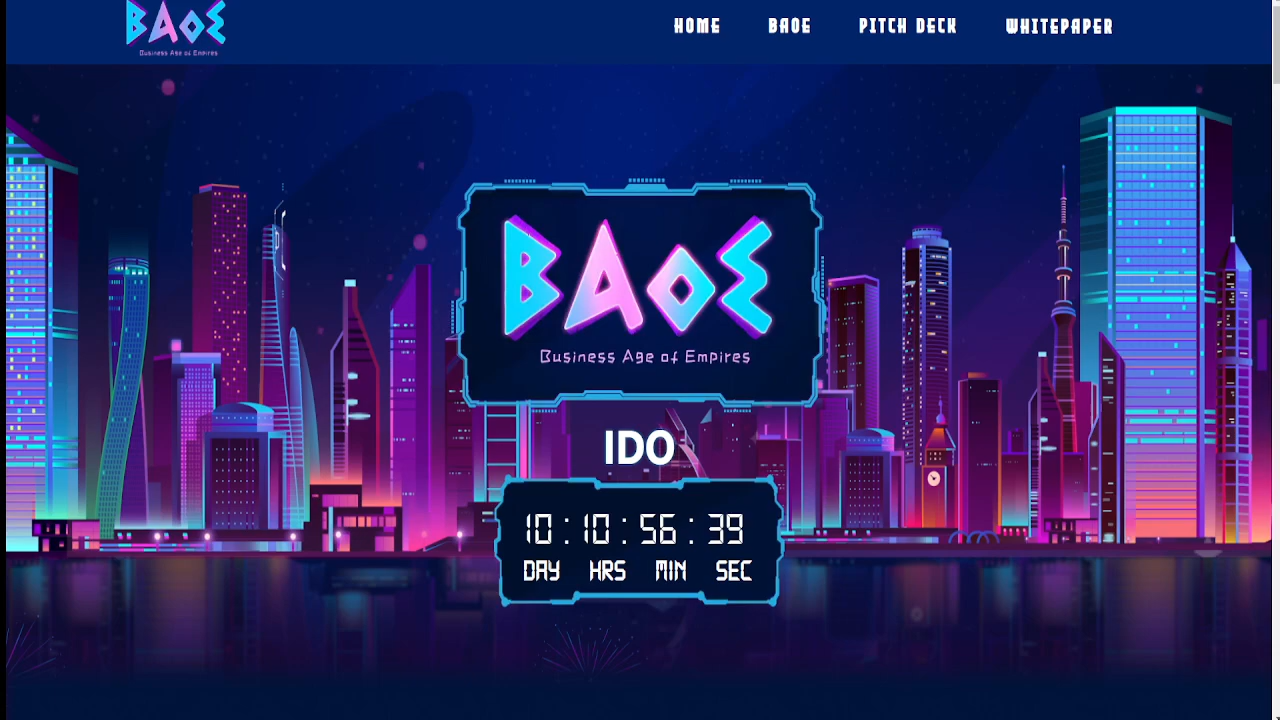 BAOE
Business Age of Empires
HOME BAOE PITCH DECK WHITEPAPER
BAOE
Business Age of Empires
IDO
10 : 10 : 56 : 39
DAY HRS MIN SEC